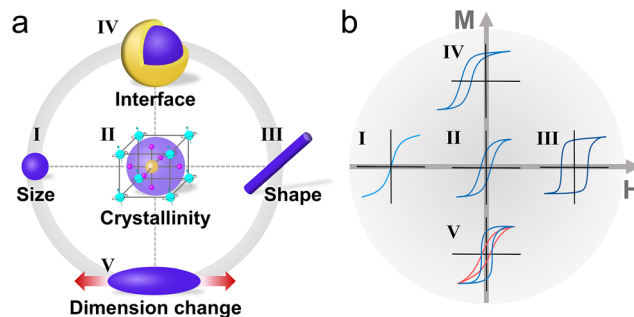 a
IV
Interface
I
Size
II
Crystallinity
III
Shape
V
Dimension change
b
M
IV
I
II
III
H
V